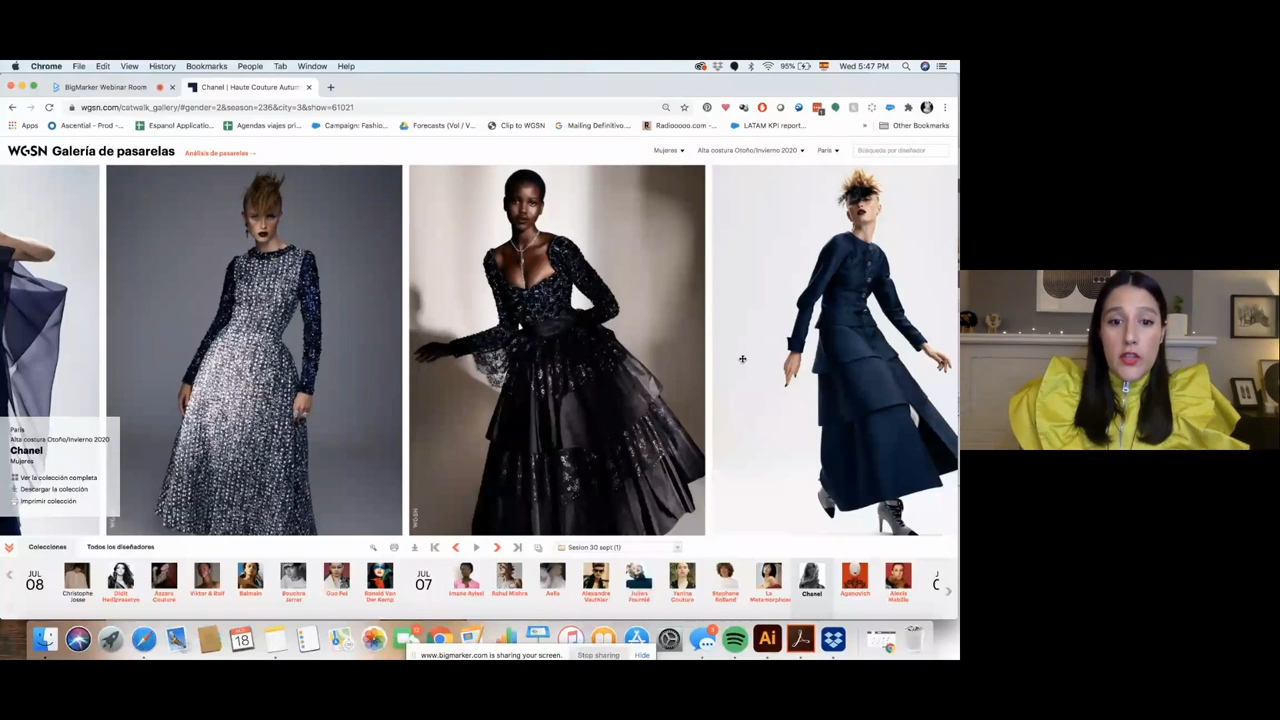 Chrome File Edit View History Bookmarks People Tab Window Help
95% Wed 5:47 PM
BigMarker Webinar Room
Chanel | Haute Couture Autum
wgsn.com/catwalk_gallery/#gender=2&season=236&city=3&show=61021
Apps Ascential - Prod -... Espanol Applicatio... Agendas viajes pri... Campaign: Fashio... Forecasts (Vol / V... Clip to WGSN Mailing Definitivo.... Radiooooo.com -... LATAM KPI report... » Other Bookmarks
WGSN Galería de pasarelas Análisis de pasarelas Mujeres Alta costura Otoño/Invierno 2020 París Búsqueda por diseñador
París
Alta costura Otoño/Invierno 2020
Chanel
Mujeres
Ver la colección completa
Descargar la colección
Imprimir colección
WGSN
Colecciones Todos los diseñadores Sesion 30 sept (1)
JUL 08
Christophe Josse
Azzaro Couture
Viktor & Rolf
Balmain
Bouchra Jarrar
Guo Pei
Ronald Van Der Kemp
JUL 07
Imane Ayissi
Rahul Mishra
Aelis
Alexandre Vauthier
Julien Fournié
Yanina Couture
Stephane Rolland
La Metamorphose
Chanel
Aganovich
Alexis Mabille
18
Ai
www.bigmarker.com is sharing your screen. Stop sharing Hide